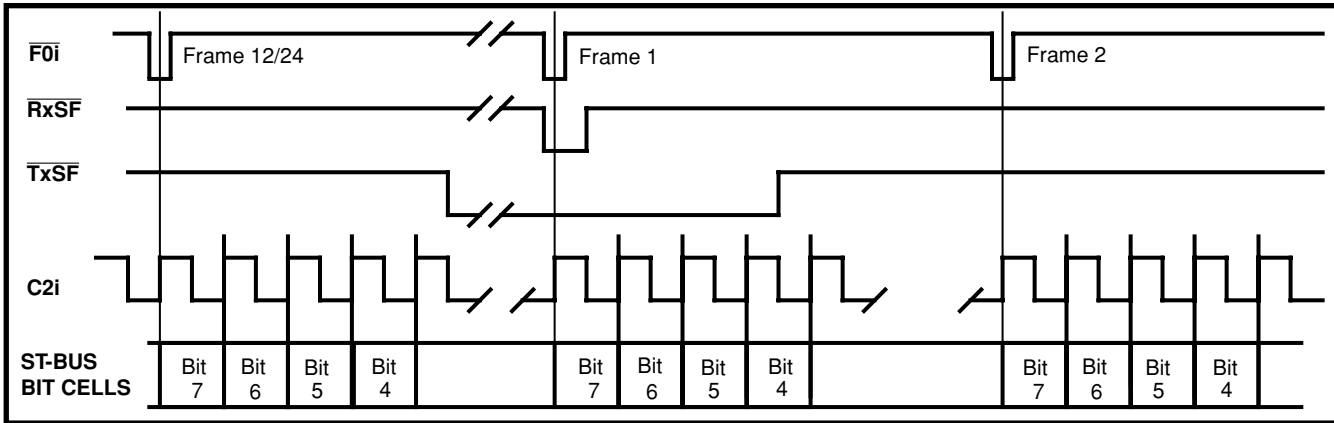 F0i
Frame 12/24
Frame 1
Frame 2
RxSF
TxSF
C2i
ST-BUS
BIT CELLS
Bit
7
Bit
6
Bit
5
Bit
4
Bit
7
Bit
6
Bit
5
Bit
4
Bit
7
Bit
6
Bit
5
Bit
4